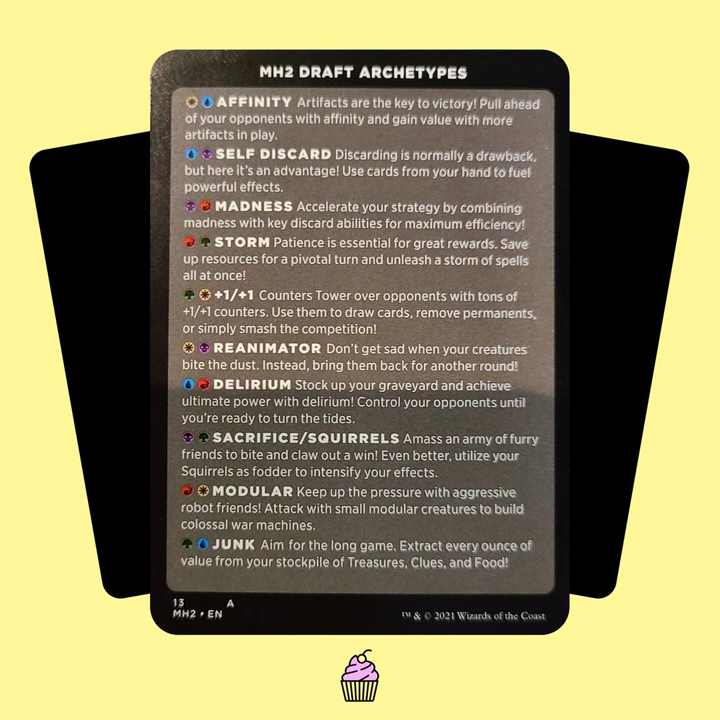 MH2 DRAFT ARCHETYPES
AFFINITY Artifacts are the key to victory! Pull ahead
of your opponents with affinity and gain value with more
artifacts in play.
SELF DISCARD Discarding is normally a drawback,
but here it's an advantage! Use cards from your hand to fuel
powerful effects.
MADNESS Accelerate your strategy by combining
madness with key discard abilities for maximum efficiency!
STORM Patience is essential for great rewards. Save
up resources for a pivotal turn and unleash a storm of spells
all at once!
+1/+1 Counters Tower over opponents with tons of
+1/+1 counters. Use them to draw cards, remove permanents,
or simply smash the competition!
REANIMATOR Don't get sad when your creatures
bite the dust. Instead, bring them back for another round!
DELIRIUM Stock up your graveyard and achieve
ultimate power with delirium! Control your opponents until
you're ready to turn the tides.
SACRIFICE/SQUIRRELS Amass an army of furry
friends to bite and claw out a win! Even better, utilize your
Squirrels as fodder to intensify your effects.
MODULAR Keep up the pressure with aggressive
robot friends! Attack with small modular creatures to build
colossal war machines.
JUNK Aim for the long game. Extract every ounce of
value from your stockpile of Treasures, Clues, and Food!
13 A
MH2 • EN
™ & © 2021 Wizards of the Coast